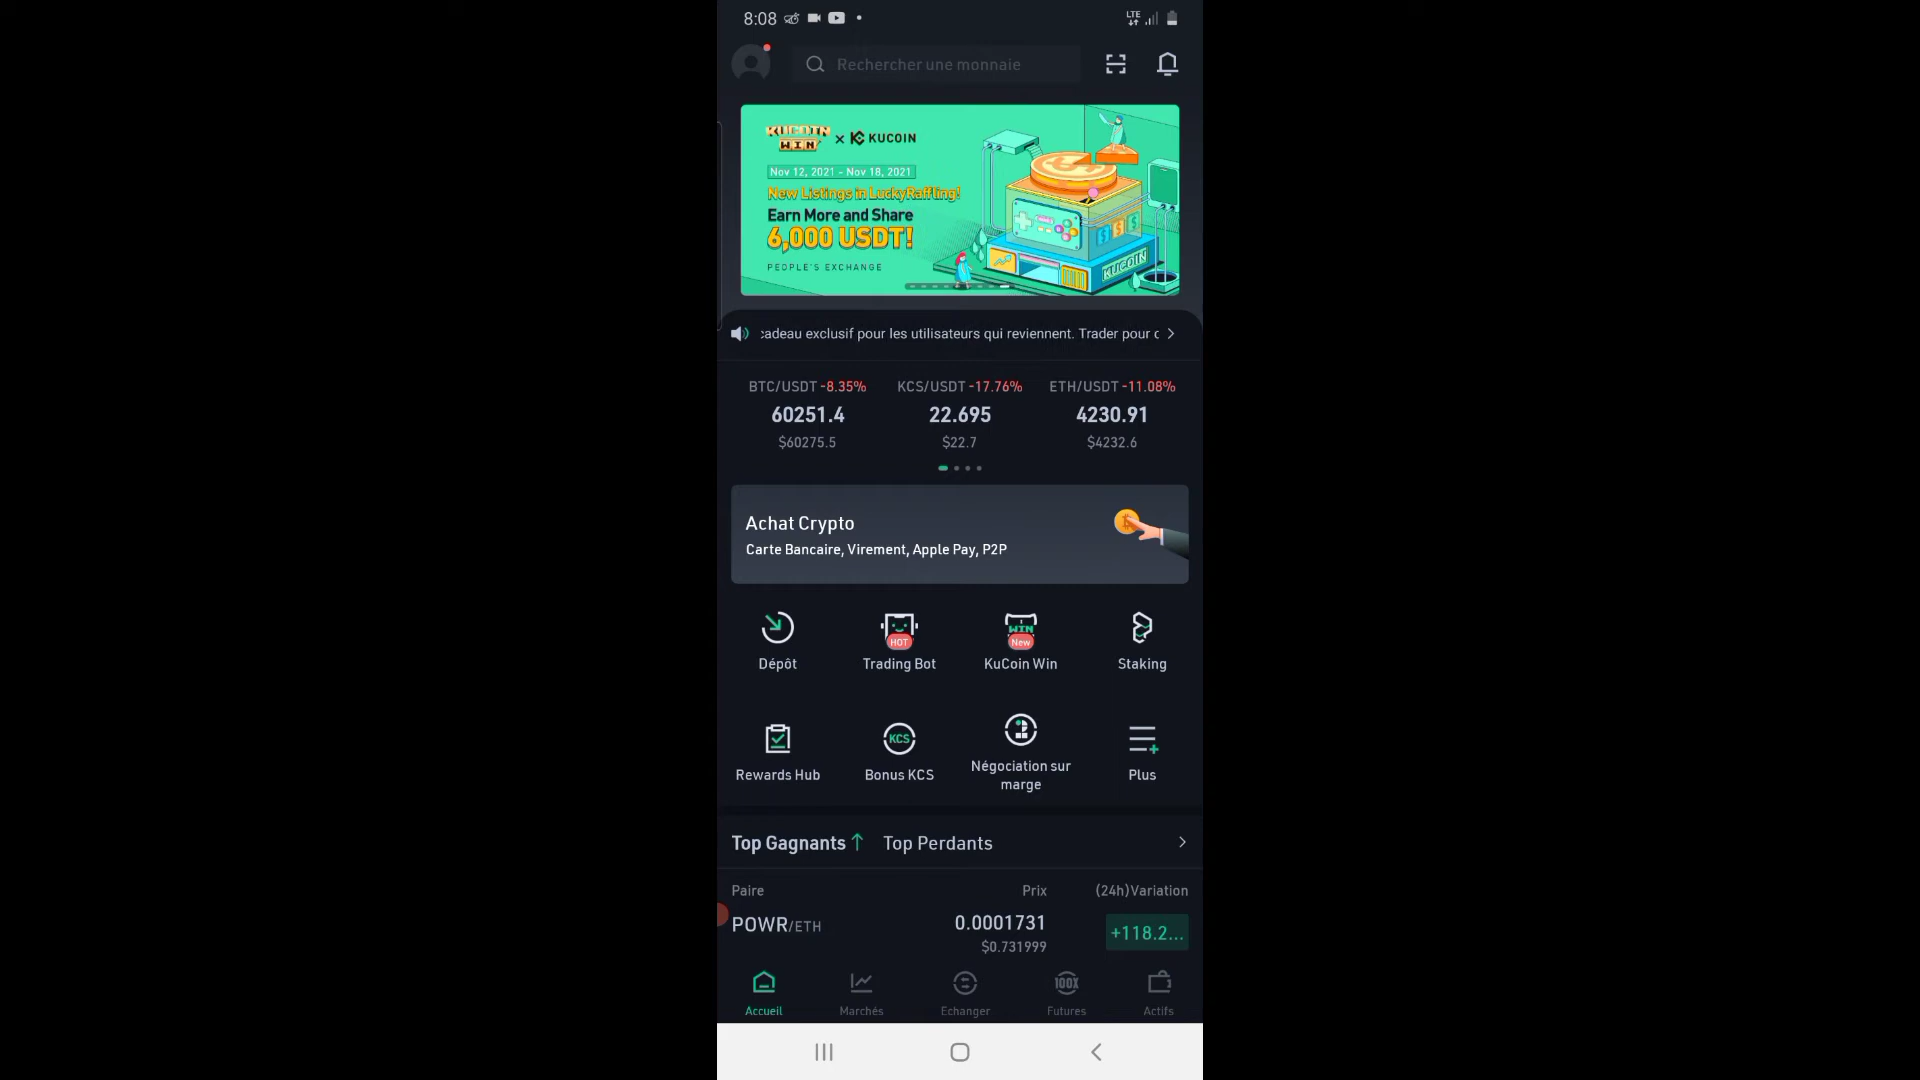 8:08 LTE
Rechercher une monnaie
KUCOIN WIN x KUCOIN
Nov 12, 2021 - Nov 18, 2021
New Listings in LuckyRaffling!
Earn More and Share
6,000 USDT!
PEOPLE'S EXCHANGE
KUCOIN
cadeau exclusif pour les utilisateurs qui reviennent. Trader pour
BTC/USDT -8.35% KCS/USDT -17.76% ETH/USDT -11.08%
60251.4 22.695 4230.91
$60275.5 $22.7 $4232.6
Achat Crypto
Carte Bancaire, Virement, Apple Pay, P2P
HOT WIN New
Dépôt Trading Bot KuCoin Win Staking
KCS
Rewards Hub Bonus KCS Négociation sur marge Plus
Top Gagnants ↑ Top Perdants
Paire Prix (24h)Variation
POWR/ETH 0.0001731 +118.2...
$0.731999
100X
Accueil Marchés Echanger Futures Actifs